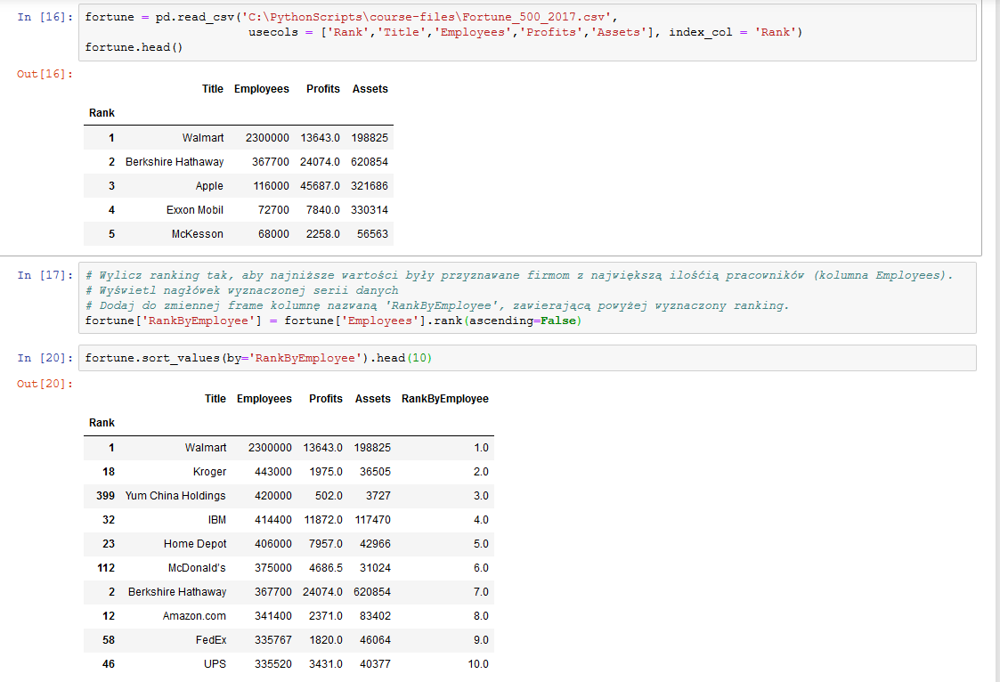 In [16]: fortune = pd.read_csv('C:\PythonScripts\course-files\Fortune_500_2017.csv',
usecols = ['Rank','Title','Employees','Profits','Assets'], index_col = 'Rank')
fortune.head()
Out[16]:
Title Employees Profits Assets
Rank
1 Walmart 2300000 13643.0 198825
2 Berkshire Hathaway 367700 24074.0 620854
3 Apple 116000 45687.0 321686
4 Exxon Mobil 72700 7840.0 330314
5 McKesson 68000 2258.0 56563
In [17]: # Wylicz ranking tak, aby najniższe wartości były przyznawane firmom z największą ilośćią pracowników (kolumna Employees).
# Wyświetl nagłówek wyznaczonej serii danych
# Dodaj do zmiennej frame kolumnę nazwaną 'RankByEmployee', zawierającą powyżej wyznaczony ranking.
fortune['RankByEmployee'] = fortune['Employees'].rank(ascending=False)
In [20]: fortune.sort_values(by='RankByEmployee').head(10)
Out[20]:
Title Employees Profits Assets RankByEmployee
Rank
1 Walmart 2300000 13643.0 198825 1.0
18 Kroger 443000 1975.0 36505 2.0
399 Yum China Holdings 420000 502.0 3727 3.0
32 IBM 414400 11872.0 117470 4.0
23 Home Depot 406000 7957.0 42966 5.0
112 McDonald's 375000 4686.5 31024 6.0
2 Berkshire Hathaway 367700 24074.0 620854 7.0
12 Amazon.com 341400 2371.0 83402 8.0
58 FedEx 335767 1820.0 46064 9.0
46 UPS 335520 3431.0 40377 10.0